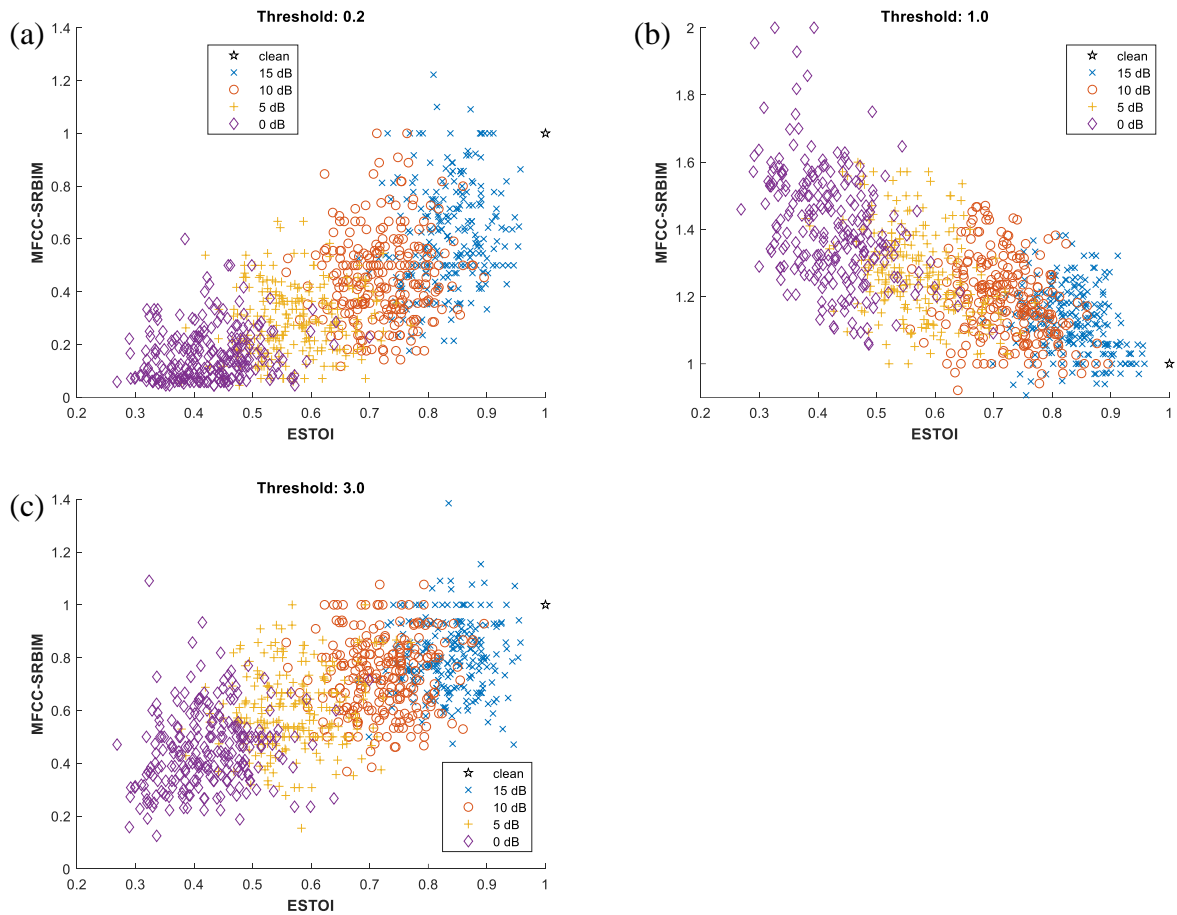 (a)
Threshold: 0.2
1.4
1.2
1
0.8
0.6
0.4
0.2
0
MFCC-SRBIM
clean
15 dB
10 dB
5 dB
0 dB
0.2 0.3 0.4 0.5 0.6 0.7 0.8 0.9 1
ESTOI
(b)
Threshold: 1.0
2
1.8
1.6
1.4
1.2
1
MFCC-SRBIM
clean
15 dB
10 dB
5 dB
0 dB
0.2 0.3 0.4 0.5 0.6 0.7 0.8 0.9 1
ESTOI
(c)
Threshold: 3.0
1.4
1.2
1
0.8
0.6
0.4
0.2
0
MFCC-SRBIM
clean
15 dB
10 dB
5 dB
0 dB
0.2 0.3 0.4 0.5 0.6 0.7 0.8 0.9 1
ESTOI